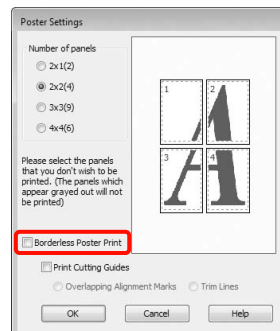 Poster Settings
Number of panels
2x1(2)
2x2(4)
3x3(9)
4x4(6)
1
2
3
4
Please select the panels
that you don't wish to be
printed. (The panels which
appear grayed out will not
be printed)
Borderless Poster Print
Print Cutting Guides
Overlapping Alignment Marks
Trim Lines
OK
Cancel
Help